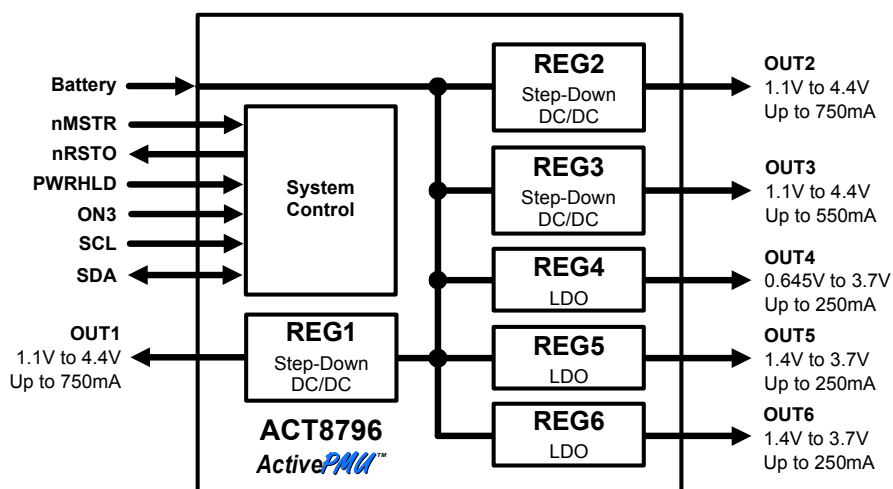 Battery
nMSTR
nRSTO
PWRHLD
ON3
SCL
SDA
System
Control
OUT1
1.1V to 4.4V
Up to 750mA
REG1
Step-Down
DC/DC
ACT8796
ActivePMU™
REG2
Step-Down
DC/DC
OUT2
1.1V to 4.4V
Up to 750mA
REG3
Step-Down
DC/DC
OUT3
1.1V to 4.4V
Up to 550mA
REG4
LDO
OUT4
0.645V to 3.7V
Up to 250mA
REG5
LDO
OUT5
1.4V to 3.7V
Up to 250mA
REG6
LDO
OUT6
1.4V to 3.7V
Up to 250mA